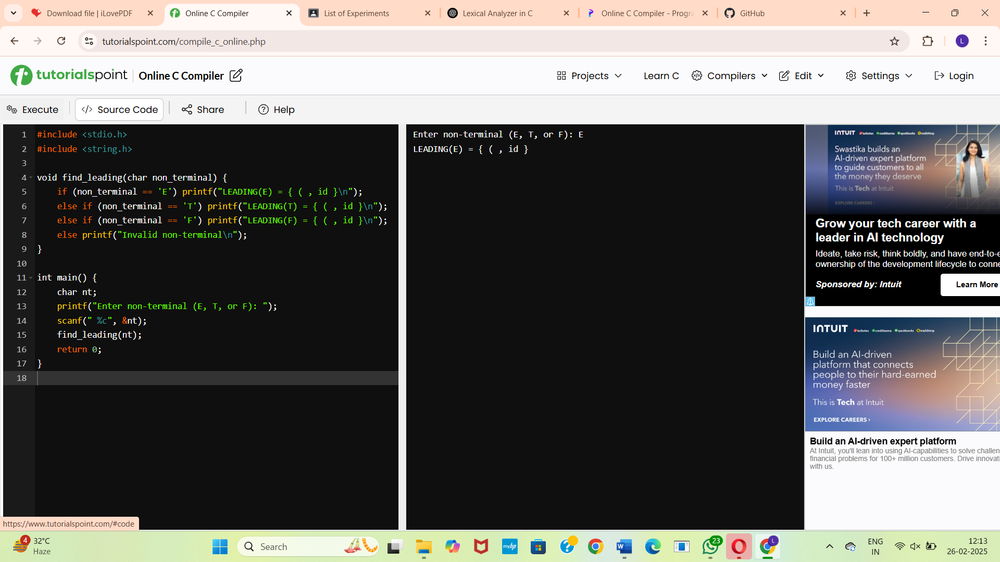 Download file | iLovePDF
Online C Compiler
List of Experiments
Lexical Analyzer in C
Online C Compiler - Progra
GitHub
tutorialspoint.com/compile_c_online.php
L
tutorialspoint
Online C Compiler
Projects
Learn C
Compilers
Edit
Settings
Login
Execute
</> Source Code
Share
Help
1 #include <stdio.h>
2 #include <string.h>
3
4 void find_leading(char non_terminal) {
5     if (non_terminal == 'E') printf("LEADING(E) = { ( , id }\n");
6     else if (non_terminal == 'T') printf("LEADING(T) = { ( , id }\n");
7     else if (non_terminal == 'F') printf("LEADING(F) = { ( , id }\n");
8     else printf("Invalid non-terminal\n");
9 }
10
11 int main() {
12     char nt;
13     printf("Enter non-terminal (E, T, or F): ");
14     scanf(" %c", &nt);
15     find_leading(nt);
16     return 0;
17 }
18
Enter non-terminal (E, T, or F): E
LEADING(E) = { ( , id }
INTUIT turbotax creditkarma quickbooks mailchimp
Swastika builds an
AI-driven expert platform
to guide customers to all
the money they deserve
This is Tech at Intuit
EXPLORE CAREERS ›
Grow your tech career with a
leader in AI technology
Ideate, take risk, think boldly, and have end-to-e
ownership of the development lifecycle to conne
Sponsored by: Intuit
Learn More
INTUIT turbotax creditkarma quickbooks mailchimp
Build an AI-driven
platform that connects
people to their hard-earned
money faster
This is Tech at Intuit
EXPLORE CAREERS ›
Build an AI-driven expert platform
At Intuit, you'll lean into using AI-capabilities to solve challen
financial problems for 100+ million customers. Drive innovati
with us.
https://www.tutorialspoint.com/#code
4
32°C
Haze
Search
myhp
W
23
L
ENG
IN
12:13
26-02-2025